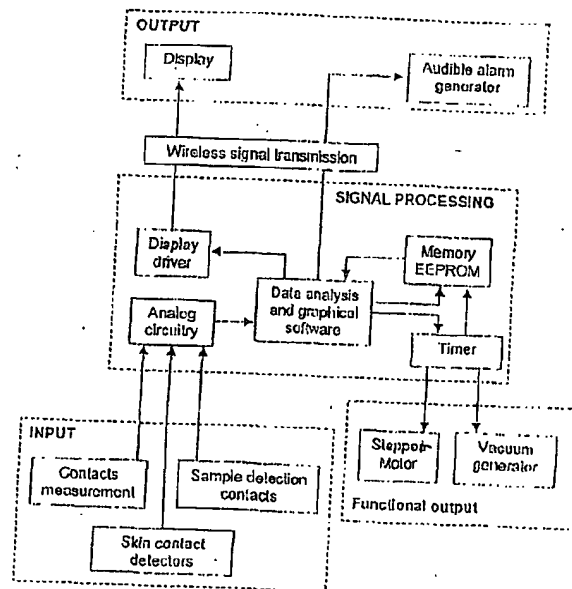 OUTPUT
Display
Audible alarm
generator
Wireless signal transmission
SIGNAL PROCESSING
Display
driver
Memory
EEPROM
Data analysis
and graphical
software
Analog
circuitry
Timer
INPUT
Contacts
measurement
Sample detection
contacts
Skin contact
detectors
Stepper
Motor
Vacuum
generator
Functional output